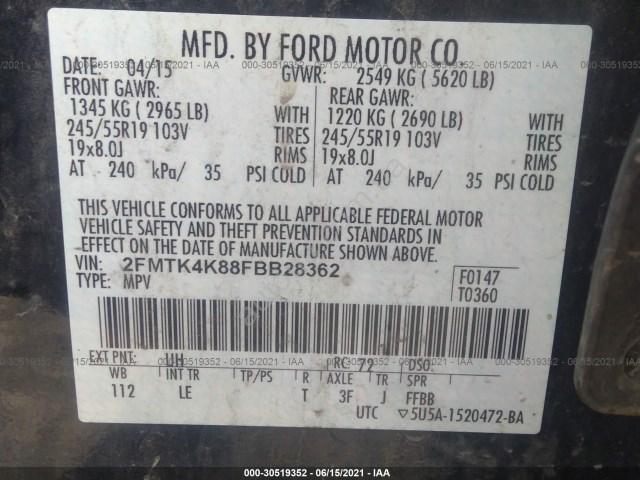 MFD. BY FORD MOTOR CO
DATE: 04/15 GVWR: 2549 KG ( 5620 LB)
FRONT GAWR: REAR GAWR:
1345 KG ( 2965 LB) WITH 1220 KG ( 2690 LB) WITH
245/55R19 103V TIRES 245/55R19 103V TIRES
19x8.0J RIMS 19x8.0J RIMS
AT 240 kPa/ 35 PSI COLD AT 240 kPa/ 35 PSI COLD
THIS VEHICLE CONFORMS TO ALL APPLICABLE FEDERAL MOTOR
VEHICLE SAFETY AND THEFT PREVENTION STANDARDS IN
EFFECT ON THE DATE OF MANUFACTURE SHOWN ABOVE.
VIN: 2FMTK4K88FBB28362
TYPE: MPV
F0147
T0360
EXT PNT: UH RC: 72 DSO:
WB INT TR TP/PS R AXLE TR SPR
112 LE T 3F J FFBB
UTC ▽5U5A-1520472-BA
000-30519352 - 06/15/2021 - IAA